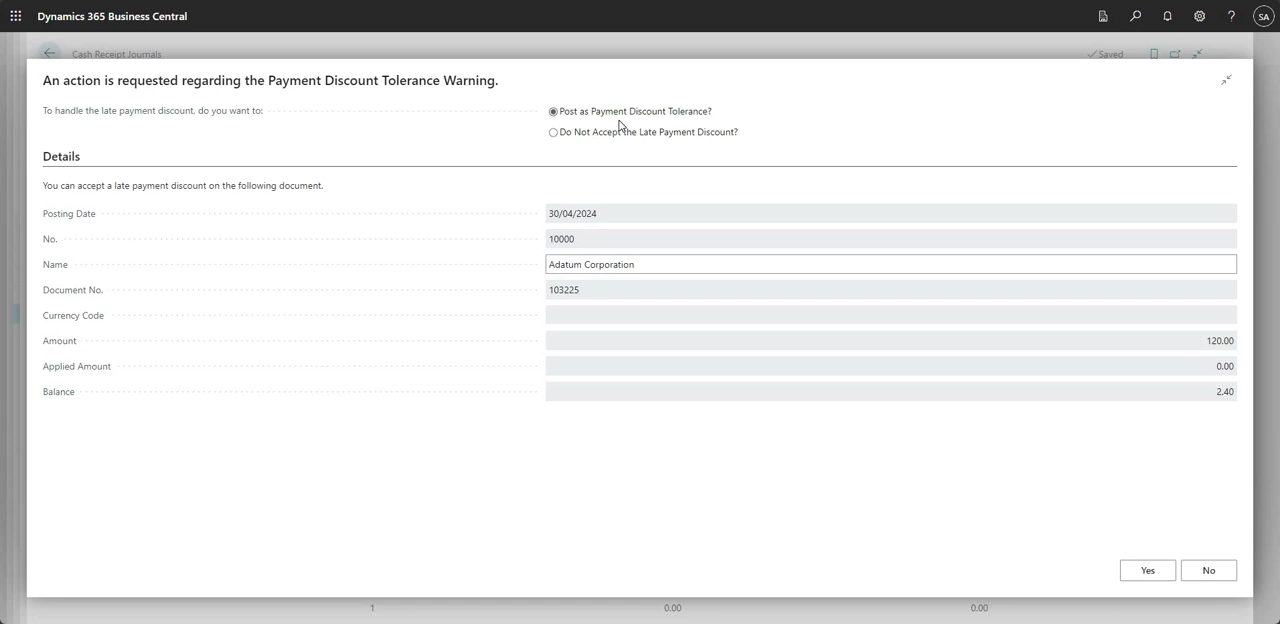 Dynamics 365 Business Central
SA
Cash Receipt Journals
Saved
An action is requested regarding the Payment Discount Tolerance Warning.
To handle the late payment discount, do you want to:
Post as Payment Discount Tolerance?
Do Not Accept the Late Payment Discount?
Details
You can accept a late payment discount on the following document.
Posting Date 30/04/2024
No. 10000
Name Adatum Corporation
Document No. 103225
Currency Code
Amount 120.00
Applied Amount 0.00
Balance 2.40
Yes No
1 0.00 0.00